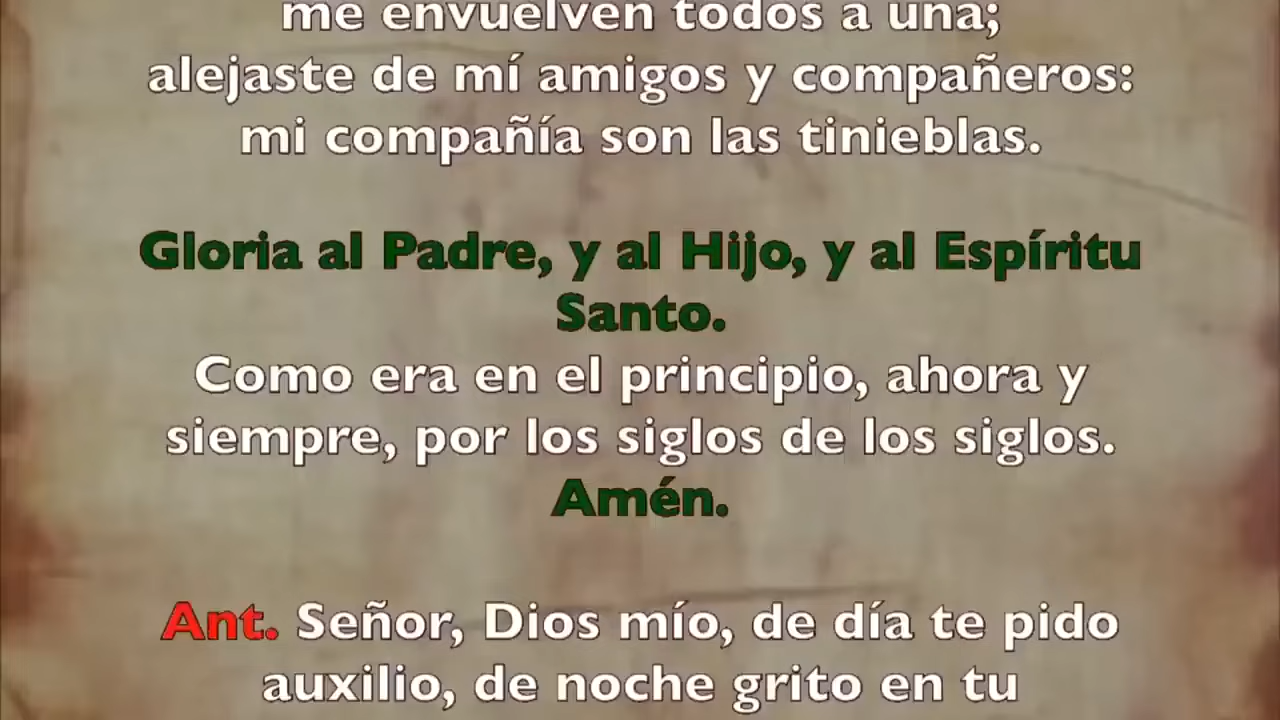 me envuelven todos a una;
alejaste de mí amigos y compañeros:
mi compañía son las tinieblas.
Gloria al Padre, y al Hijo, y al Espíritu
Santo.
Como era en el principio, ahora y
siempre, por los siglos de los siglos.
Amén.
Ant. Señor, Dios mío, de día te pido
auxilio, de noche grito en tu